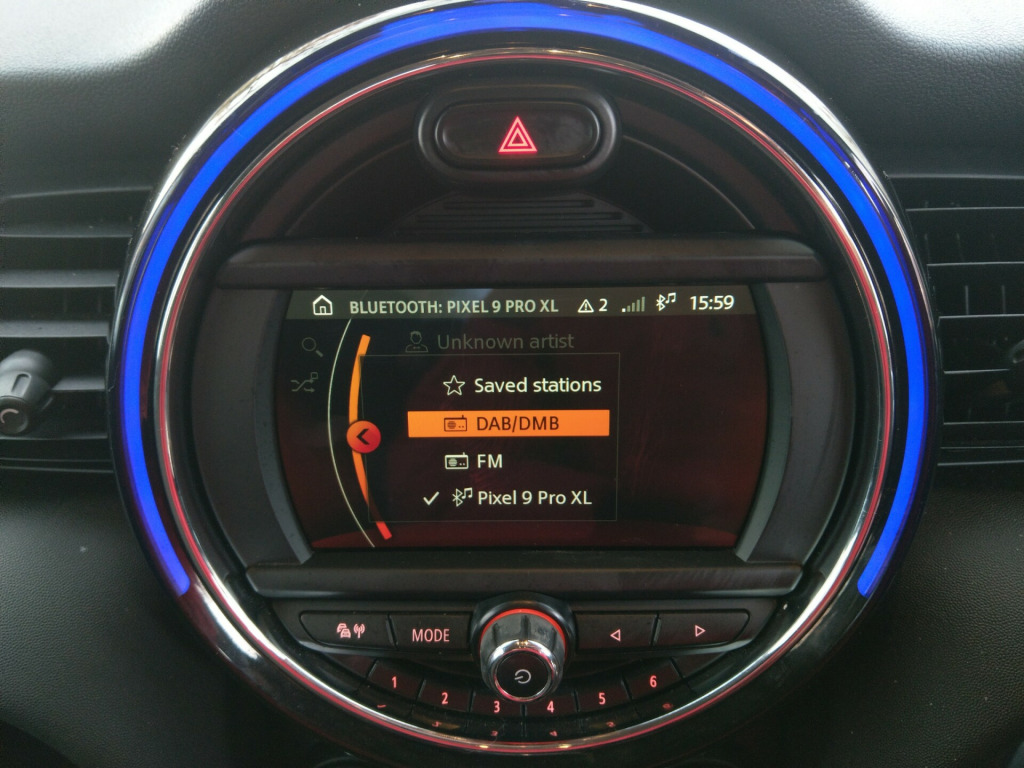 BLUETOOTH: PIXEL 9 PRO XL 2 15:59
Unknown artist
Saved stations
DAB/DMB
FM
Pixel 9 Pro XL
MODE
1 2 3 4 5 6